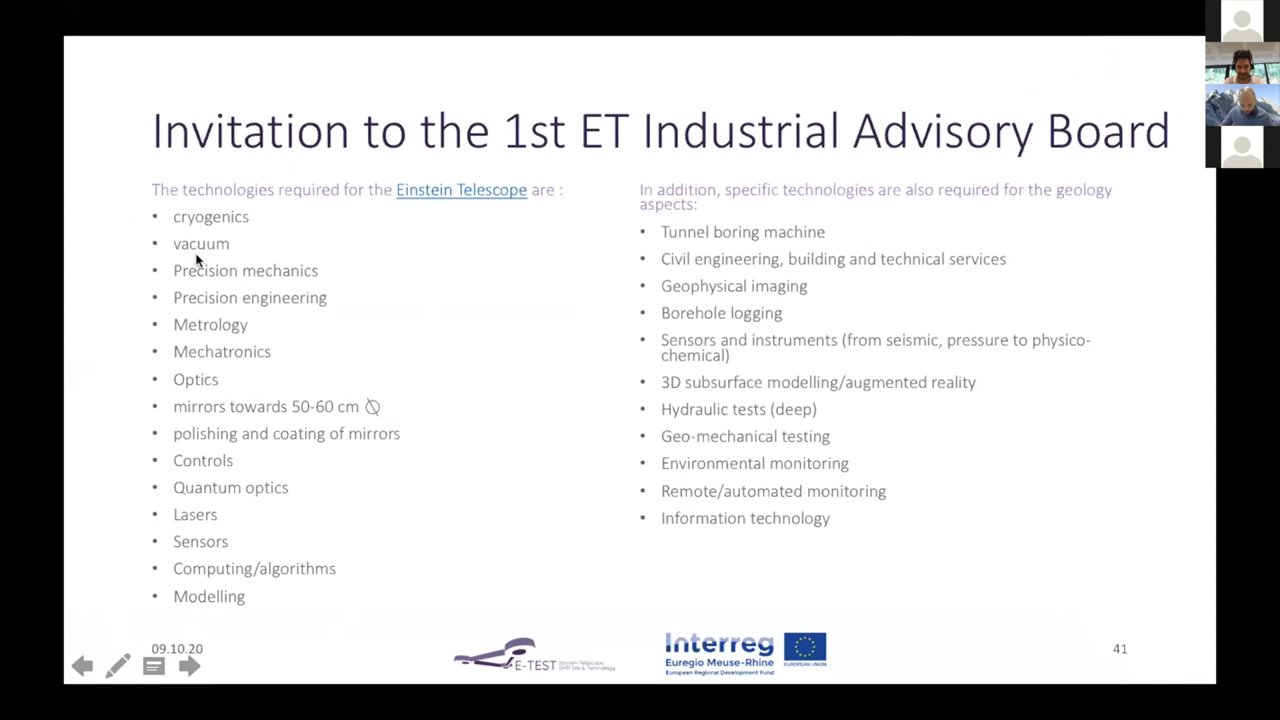 Invitation to the 1st ET Industrial Advisory Board
The technologies required for the Einstein Telescope are :
• cryogenics
• vacuum
• Precision mechanics
• Precision engineering
• Metrology
• Mechatronics
• Optics
• mirrors towards 50-60 cm ⦰
• polishing and coating of mirrors
• Controls
• Quantum optics
• Lasers
• Sensors
• Computing/algorithms
• Modelling
In addition, specific technologies are also required for the geology
aspects:
• Tunnel boring machine
• Civil engineering, building and technical services
• Geophysical imaging
• Borehole logging
• Sensors and instruments (from seismic, pressure to physico-
chemical)
• 3D subsurface modelling/augmented reality
• Hydraulic tests (deep)
• Geo-mechanical testing
• Environmental monitoring
• Remote/automated monitoring
• Information technology
09.10.20
E-TEST
Einstein Telescope
Interreg
Euregio Meuse-Rhine
European Regional Development Fund
EUROPEAN UNION
41